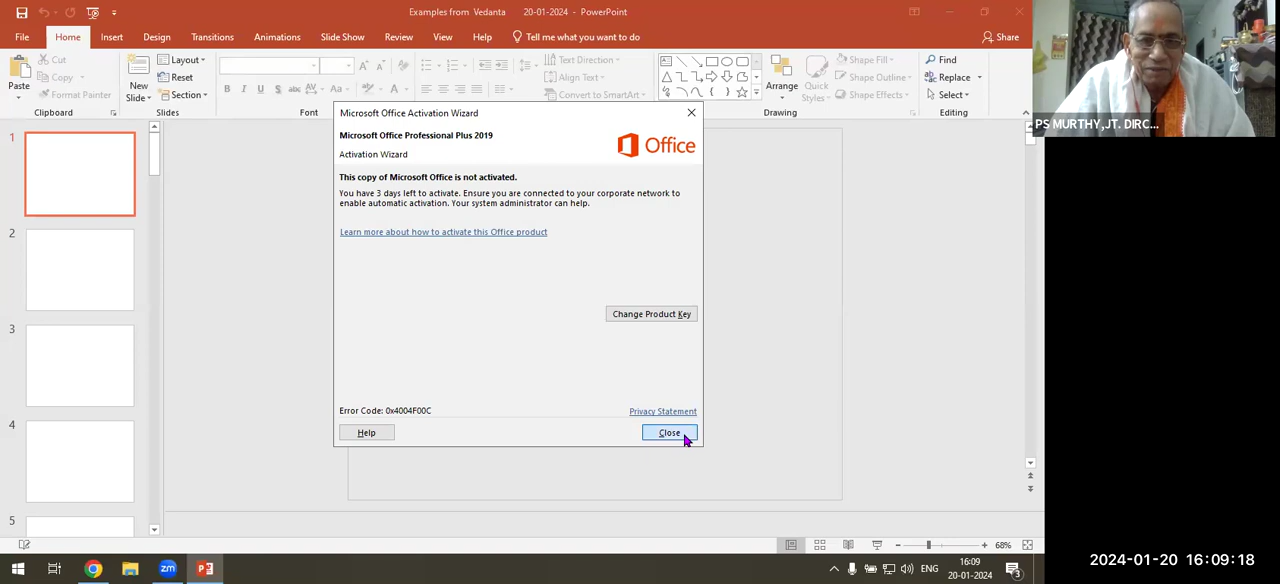 Examples from Vedanta 20-01-2024 - PowerPoint
File Home Insert Design Transitions Animations Slide Show Review View Help Tell me what you want to do Share
Paste
Cut
Copy
Format Painter
Clipboard
New
Slide
Layout
Reset
Section
Slides
B I U S abc AV Aa A
Font
Text Direction
Align Text
Convert to SmartArt
Arrange
Quick
Styles
Shape Fill
Shape Outline
Shape Effects
Drawing
Find
Replace
Select
Editing
PS MURTHY,JT. DIRC...
1
2
3
4
5
Microsoft Office Activation Wizard
Microsoft Office Professional Plus 2019
Activation Wizard
Office
This copy of Microsoft Office is not activated.
You have 3 days left to activate. Ensure you are connected to your corporate network to
enable automatic activation. Your system administrator can help.
Learn more about how to activate this Office product
Change Product Key
Error Code: 0x4004F00C
Privacy Statement
Help
Close
68%
zm
ENG
16:09
20-01-2024
3
2024-01-20 16:09:18